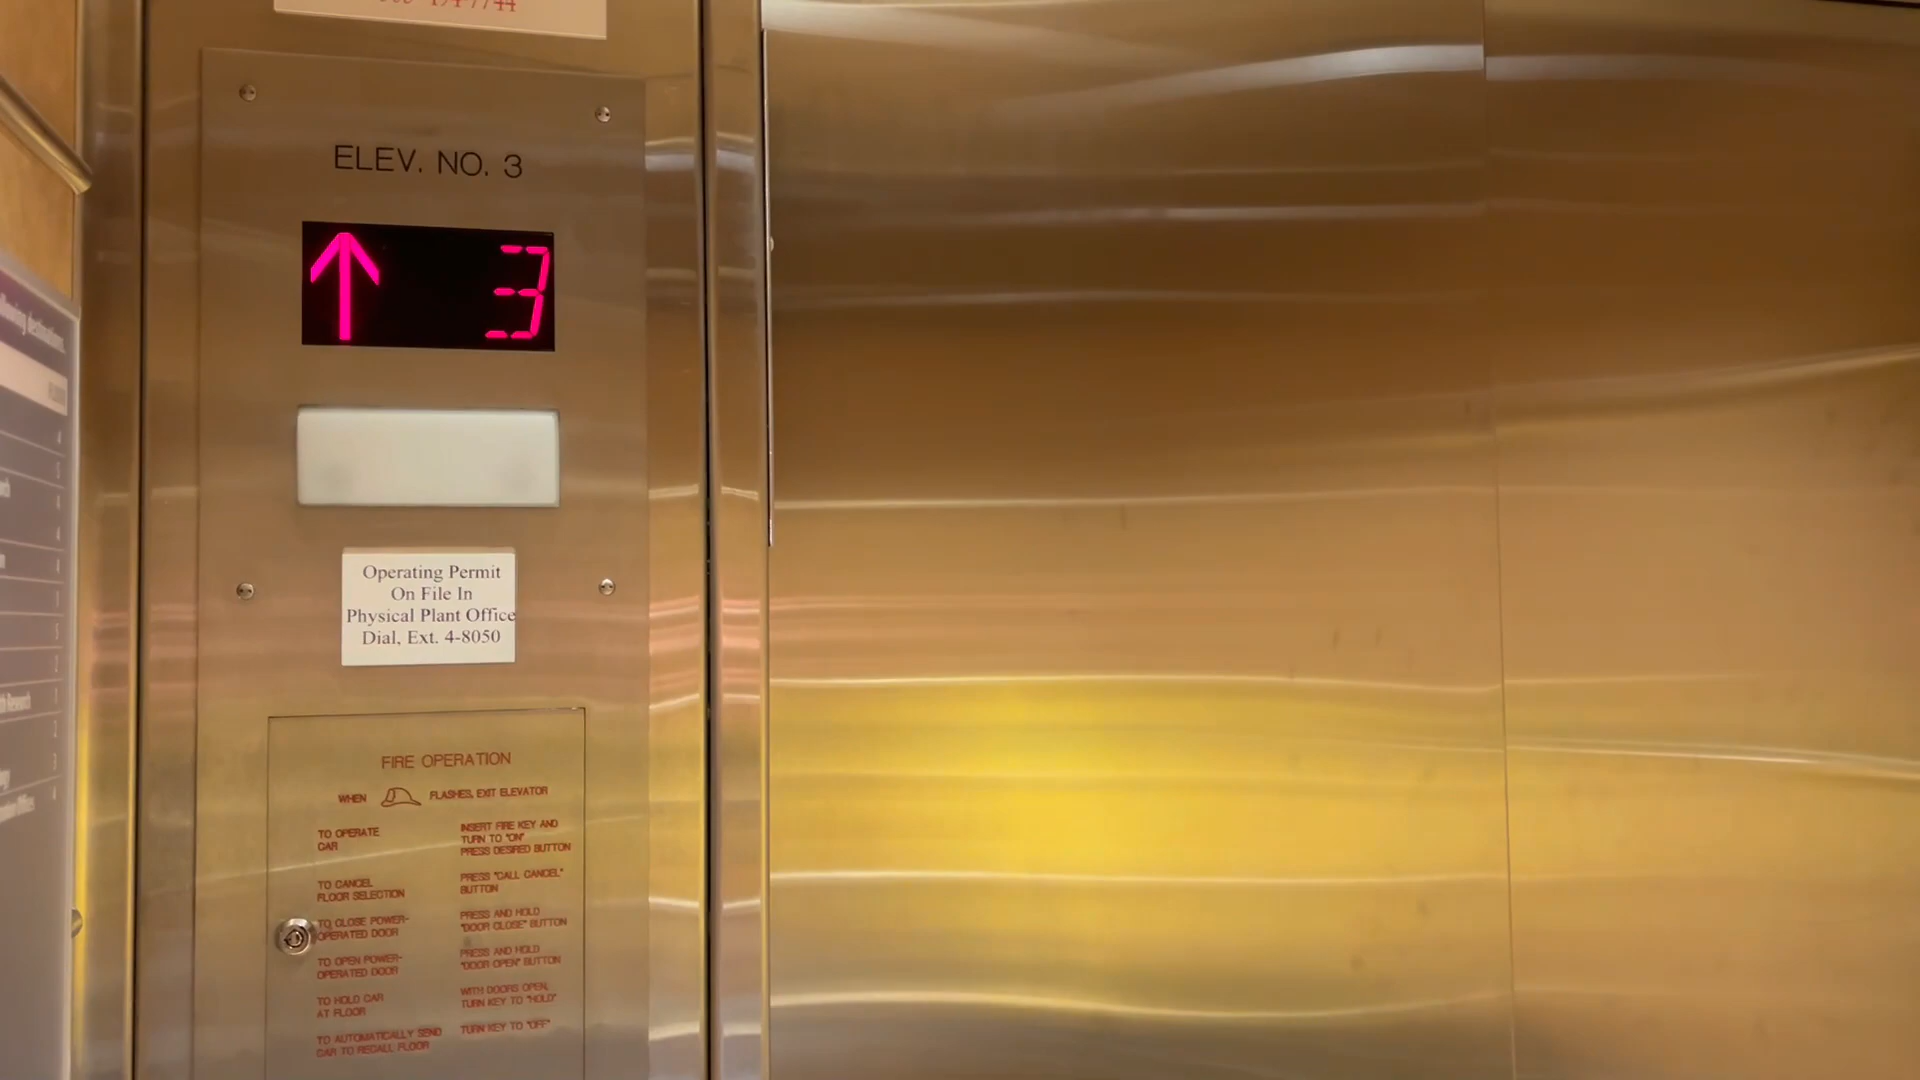 ELEV. NO. 3
3
Operating Permit
On File In
Physical Plant Office
Dial, Ext. 4-8050
FIRE OPERATION
WHEN FLASHES, EXIT ELEVATOR
TO OPERATE
CAR
INSERT FIRE KEY AND
TURN TO "ON"
PRESS DESIRED BUTTON
TO CANCEL
FLOOR SELECTION
PRESS "CALL CANCEL"
BUTTON
TO CLOSE POWER-
OPERATED DOOR
PRESS AND HOLD
"DOOR CLOSE" BUTTON
TO OPEN POWER-
OPERATED DOOR
PRESS AND HOLD
"DOOR OPEN" BUTTON
TO HOLD CAR
AT FLOOR
WITH DOORS OPEN,
TURN KEY TO "HOLD"
TO AUTOMATICALLY SEND
CAR TO RECALL FLOOR
TURN KEY TO "OFF"